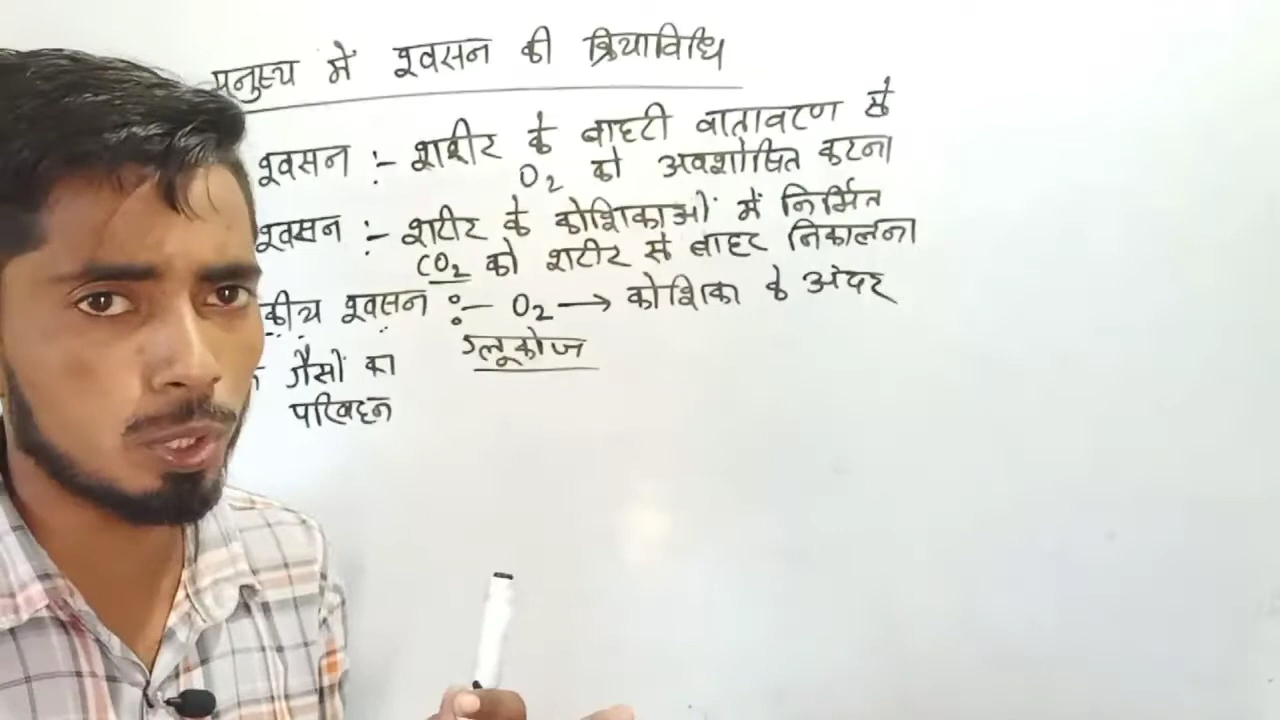 मनुष्य में श्वसन की क्रियाविधि
श्वसन :- शरीर के बाहरी वातावरण से
O2 को अवशोषित करना
श्वसन :- शरीर के कोशिकाओं में निर्मित
CO2 को शरीर से बाहर निकालना
कीय श्वसन :- O2 → कोशिका के अंदर
ग्लूकोज
गैसों का
परिवहन